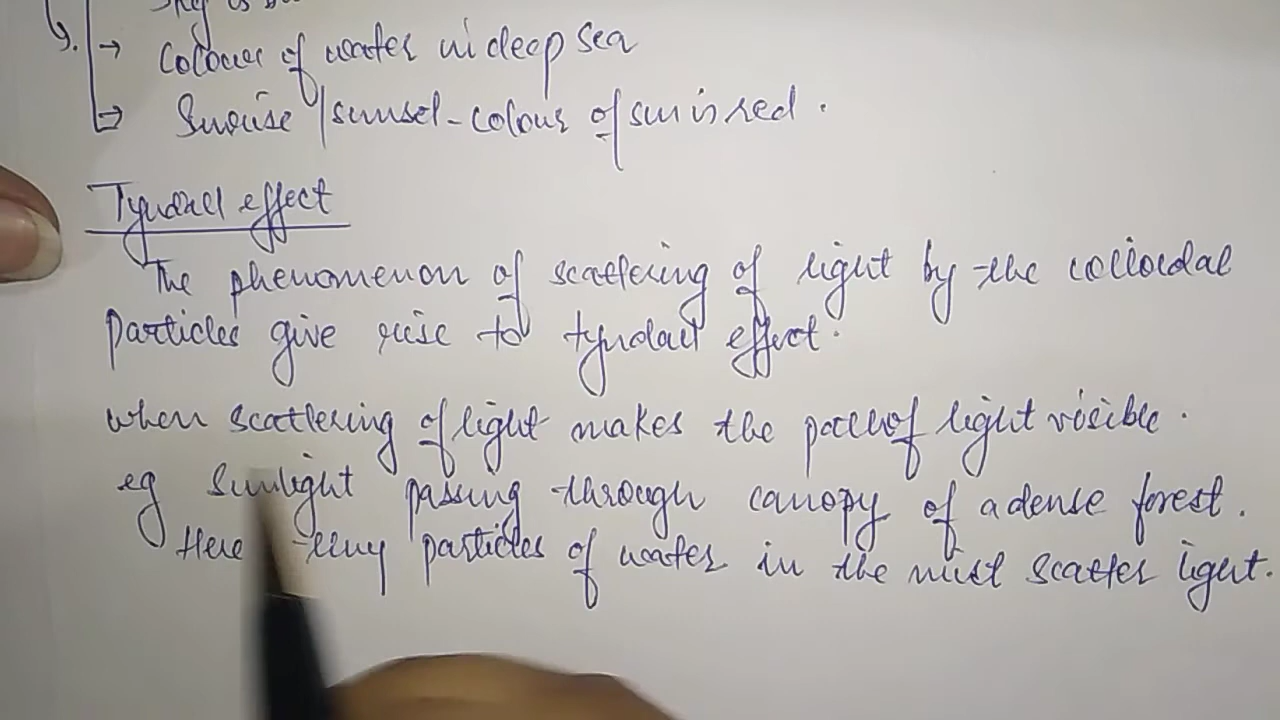 → Colour of water in deep sea
→ Sunrise/sunset - colour of sun is red.
Tyndall effect
The phenomenon of scattering of light by the colloidal
particles give rise to tyndall effect.
when scattering of light makes the path of light visible.
eg Sunlight passing through canopy of a dense forest.
Here tiny particles of water in the mist scatter light.